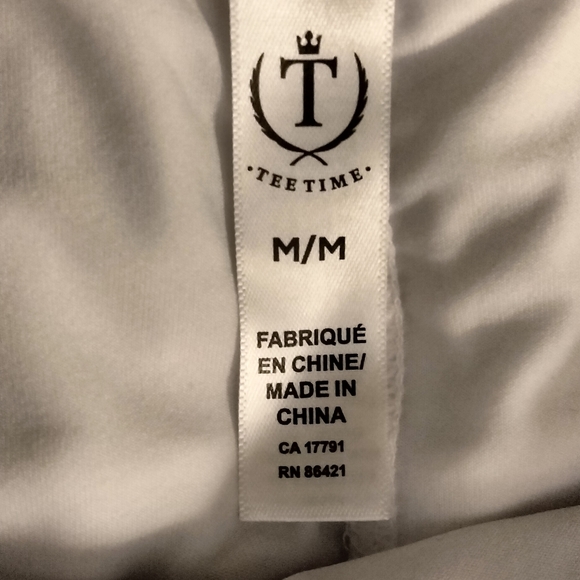 T
·TEE TIME·
M/M
FABRIQUÉ
EN CHINE/
MADE IN
CHINA
CA 17791
RN 86421